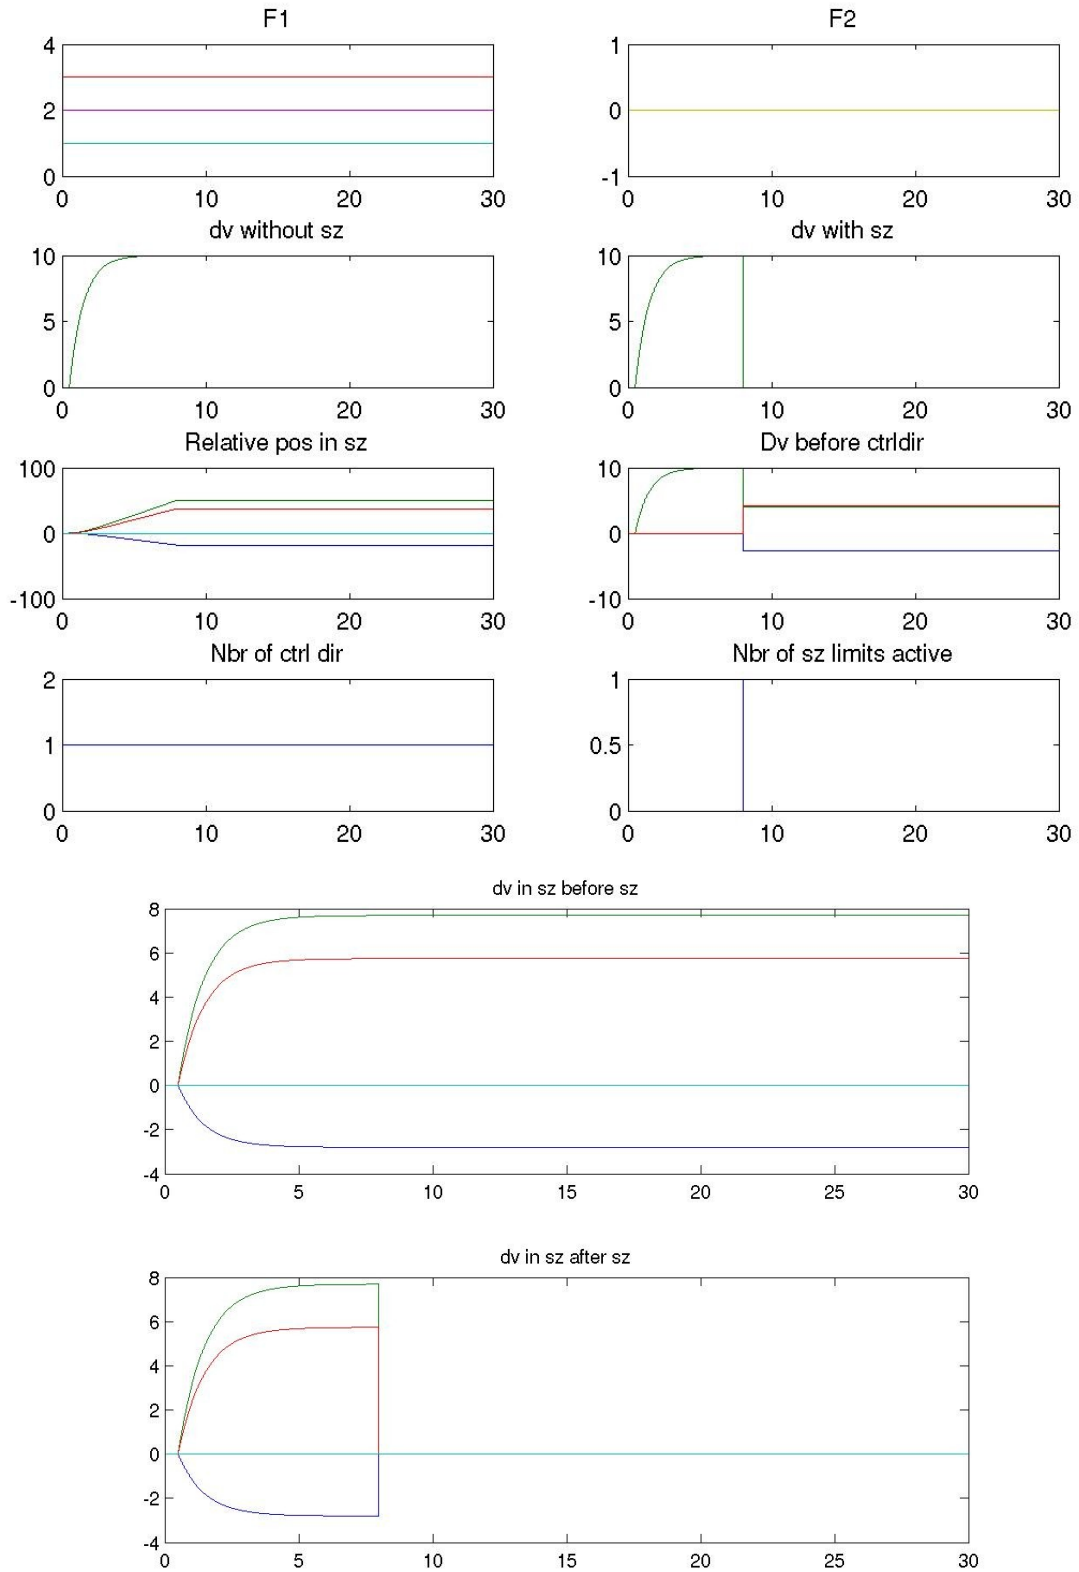 F1
4
2
0
0 10 20 30
F2
1
0
-1
0 10 20 30
dv without sz
10
5
0
0 10 20 30
dv with sz
10
5
0
0 10 20 30
Relative pos in sz
100
0
-100
0 10 20 30
Dv before ctrldir
10
0
-10
0 10 20 30
Nbr of ctrl dir
2
1
0
0 10 20 30
Nbr of sz limits active
1
0.5
0
0 10 20 30
dv in sz before sz
8
6
4
2
0
-2
-4
0 5 10 15 20 25 30
dv in sz after sz
8
6
4
2
0
-2
-4
0 5 10 15 20 25 30